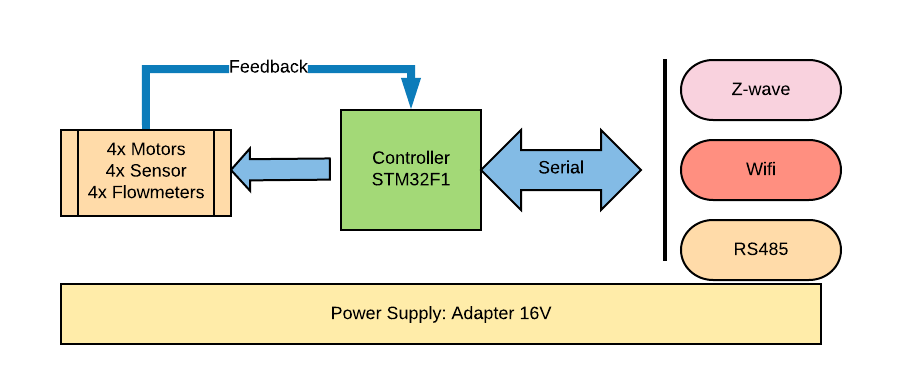 Feedback
4x Motors
4x Sensor
4x Flowmeters
Controller
STM32F1
Serial
Z-wave
Wifi
RS485
Power Supply: Adapter 16V